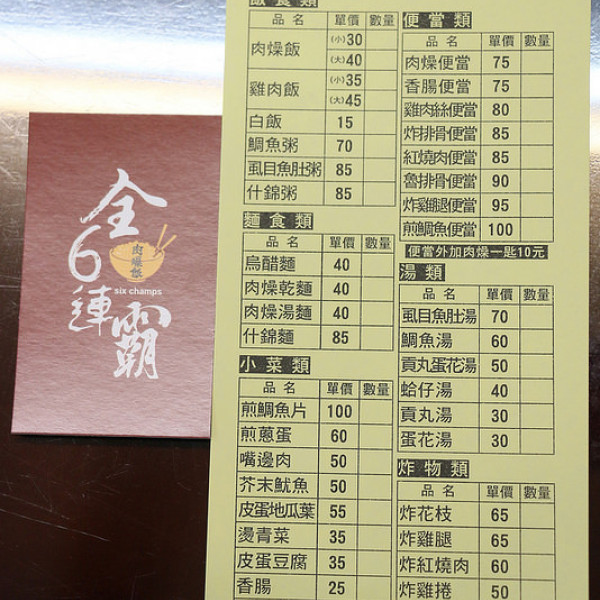 全6連霸
肉燥飯
six champs
飯食類
品名 單價 數量
肉燥飯 (小)30
(大)40
雞肉飯 (小)35
(大)45
白飯 15
鯛魚粥 70
虱目魚肚粥 85
什錦粥 85
麵食類
品名 單價 數量
烏醋麵 40
肉燥乾麵 40
肉燥湯麵 40
什錦麵 85
小菜類
品名 單價 數量
煎鯛魚片 100
煎蔥蛋 60
嘴邊肉 50
芥末魷魚 50
皮蛋地瓜葉 55
燙青菜 35
皮蛋豆腐 35
香腸 25
便當類
品名 單價 數量
肉燥便當 75
香腸便當 75
雞肉絲便當 80
炸排骨便當 85
紅燒肉便當 85
魯排骨便當 90
炸雞腿便當 95
煎鯛魚便當 100
便當外加肉燥一匙10元
湯類
品名 單價 數量
虱目魚肚湯 70
鯛魚湯 60
貢丸蛋花湯 50
蛤仔湯 40
貢丸湯 30
蛋花湯 30
炸物類
品名 單價 數量
炸花枝 65
炸雞腿 65
炸紅燒肉 60
炸雞捲 50